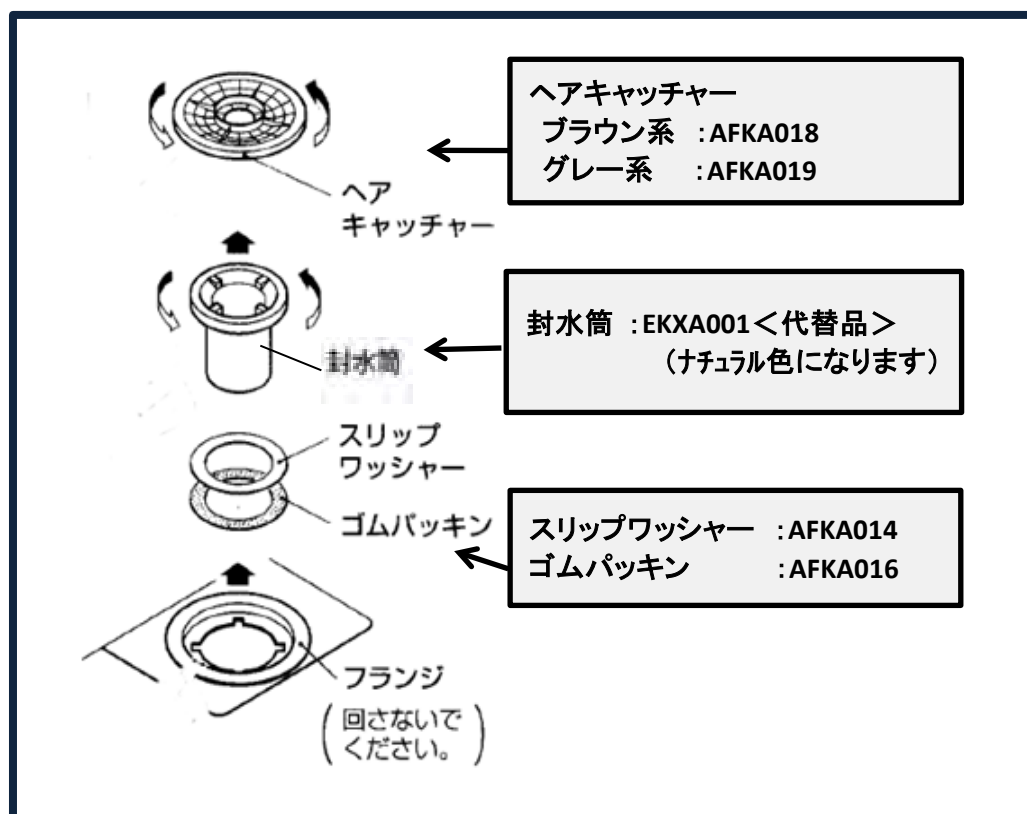 ヘアキャッチャー
ブラウン系 :AFKA018
グレー系 :AFKA019
ヘア
キャッチャー
封水筒 :EKXA001<代替品>
(ナチュラル色になります)
封水筒
スリップ
ワッシャー
ゴムパッキン
スリップワッシャー :AFKA014
ゴムパッキン :AFKA016
フランジ
(回さないで
ください。)